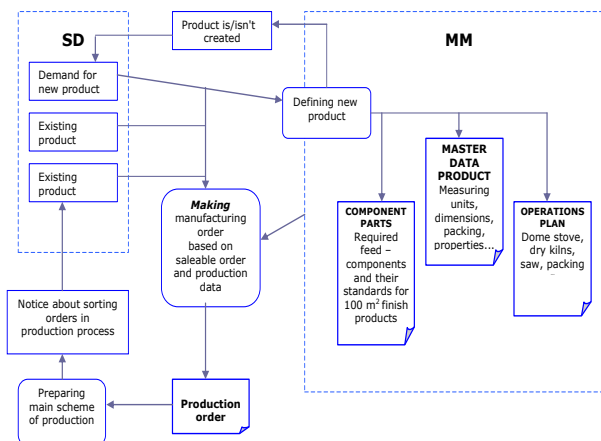 SD
Product is/isn't
created
MM
Demand for
new product
Defining new
product
Existing
product
Existing
product
Making
manufacturing
order
based on
saleable order
and production
data
COMPONENT
PARTS
Required
feed –
components
and their
standards for
100 m² finish
products
MASTER
DATA
PRODUCT
Measuring
units,
dimensions,
packing,
properties...
OPERATIONS
PLAN
Dome stove,
dry kilns,
saw, packing
Notice about sorting
orders in
production process
Preparing
main scheme
of production
Production
order